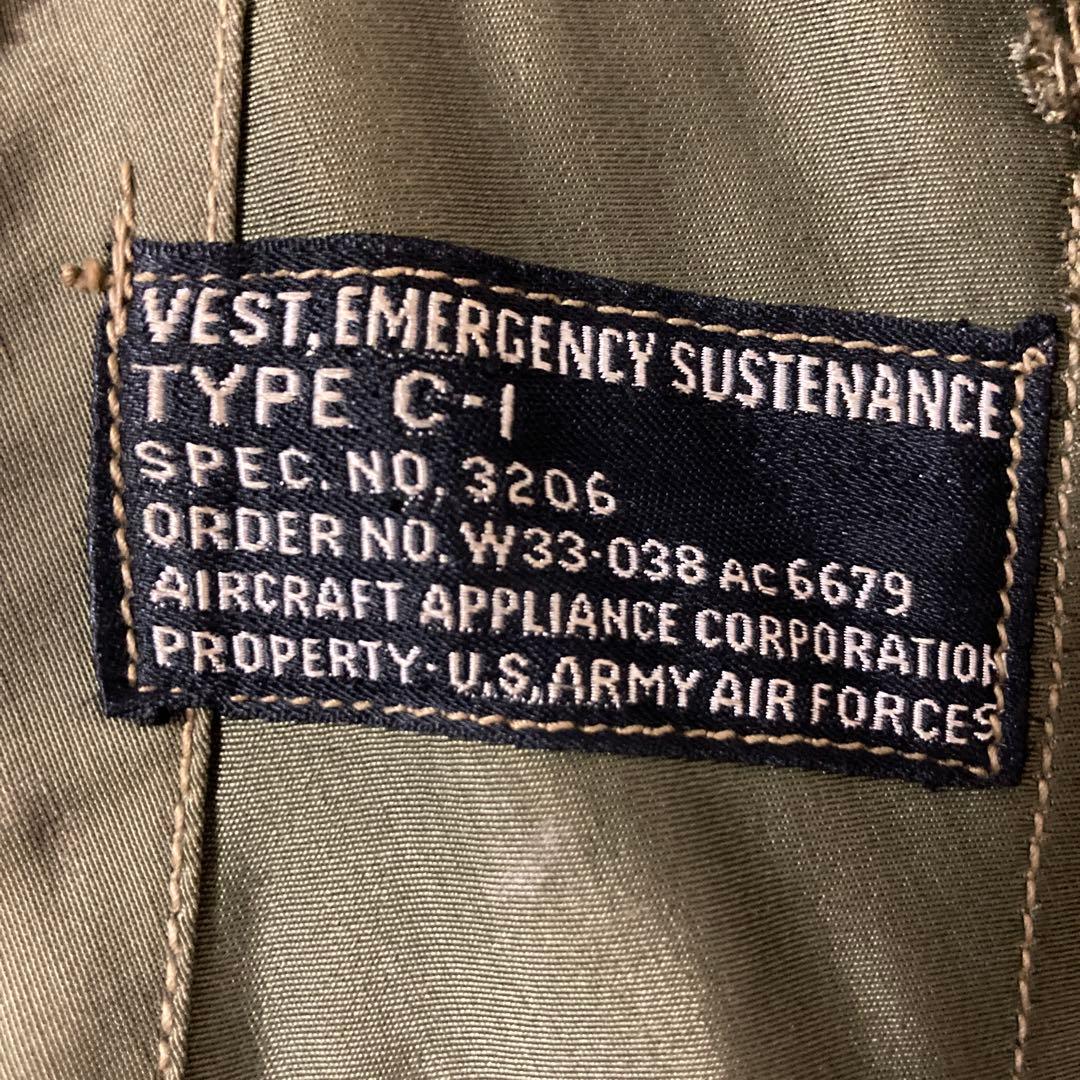 VEST, EMERGENCY SUSTENANCE
TYPE C-1
SPEC. NO. 3206
ORDER NO. W33-038 AC 6679
AIRCRAFT APPLIANCE CORPORATION
PROPERTY-U.S. ARMY AIR FORCES